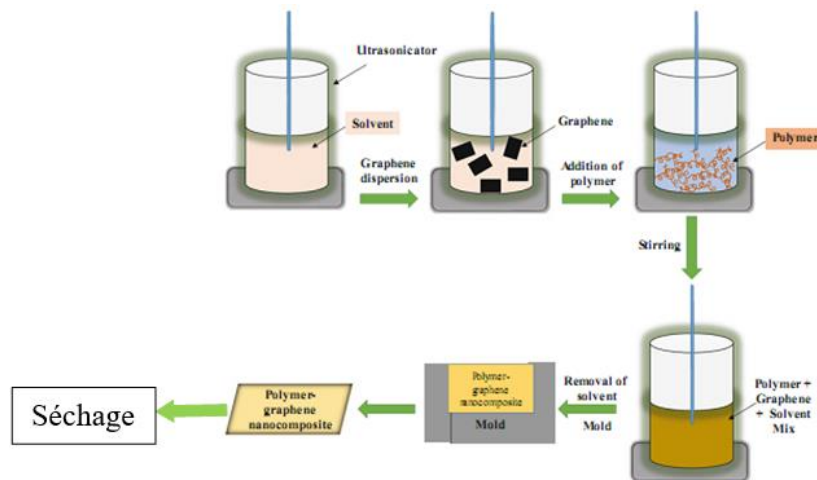 Ultrasonicator
Solvent
Graphene
dispersion
Graphene
Addition of
polymer
Polymer
Stirring
Polymer +
Graphene
+ Solvent
Mix
Removal of
solvent
Mold
Polymer-
graphene
nanocomposite
Mold
Polymer-
graphene
nanocomposite
Séchage